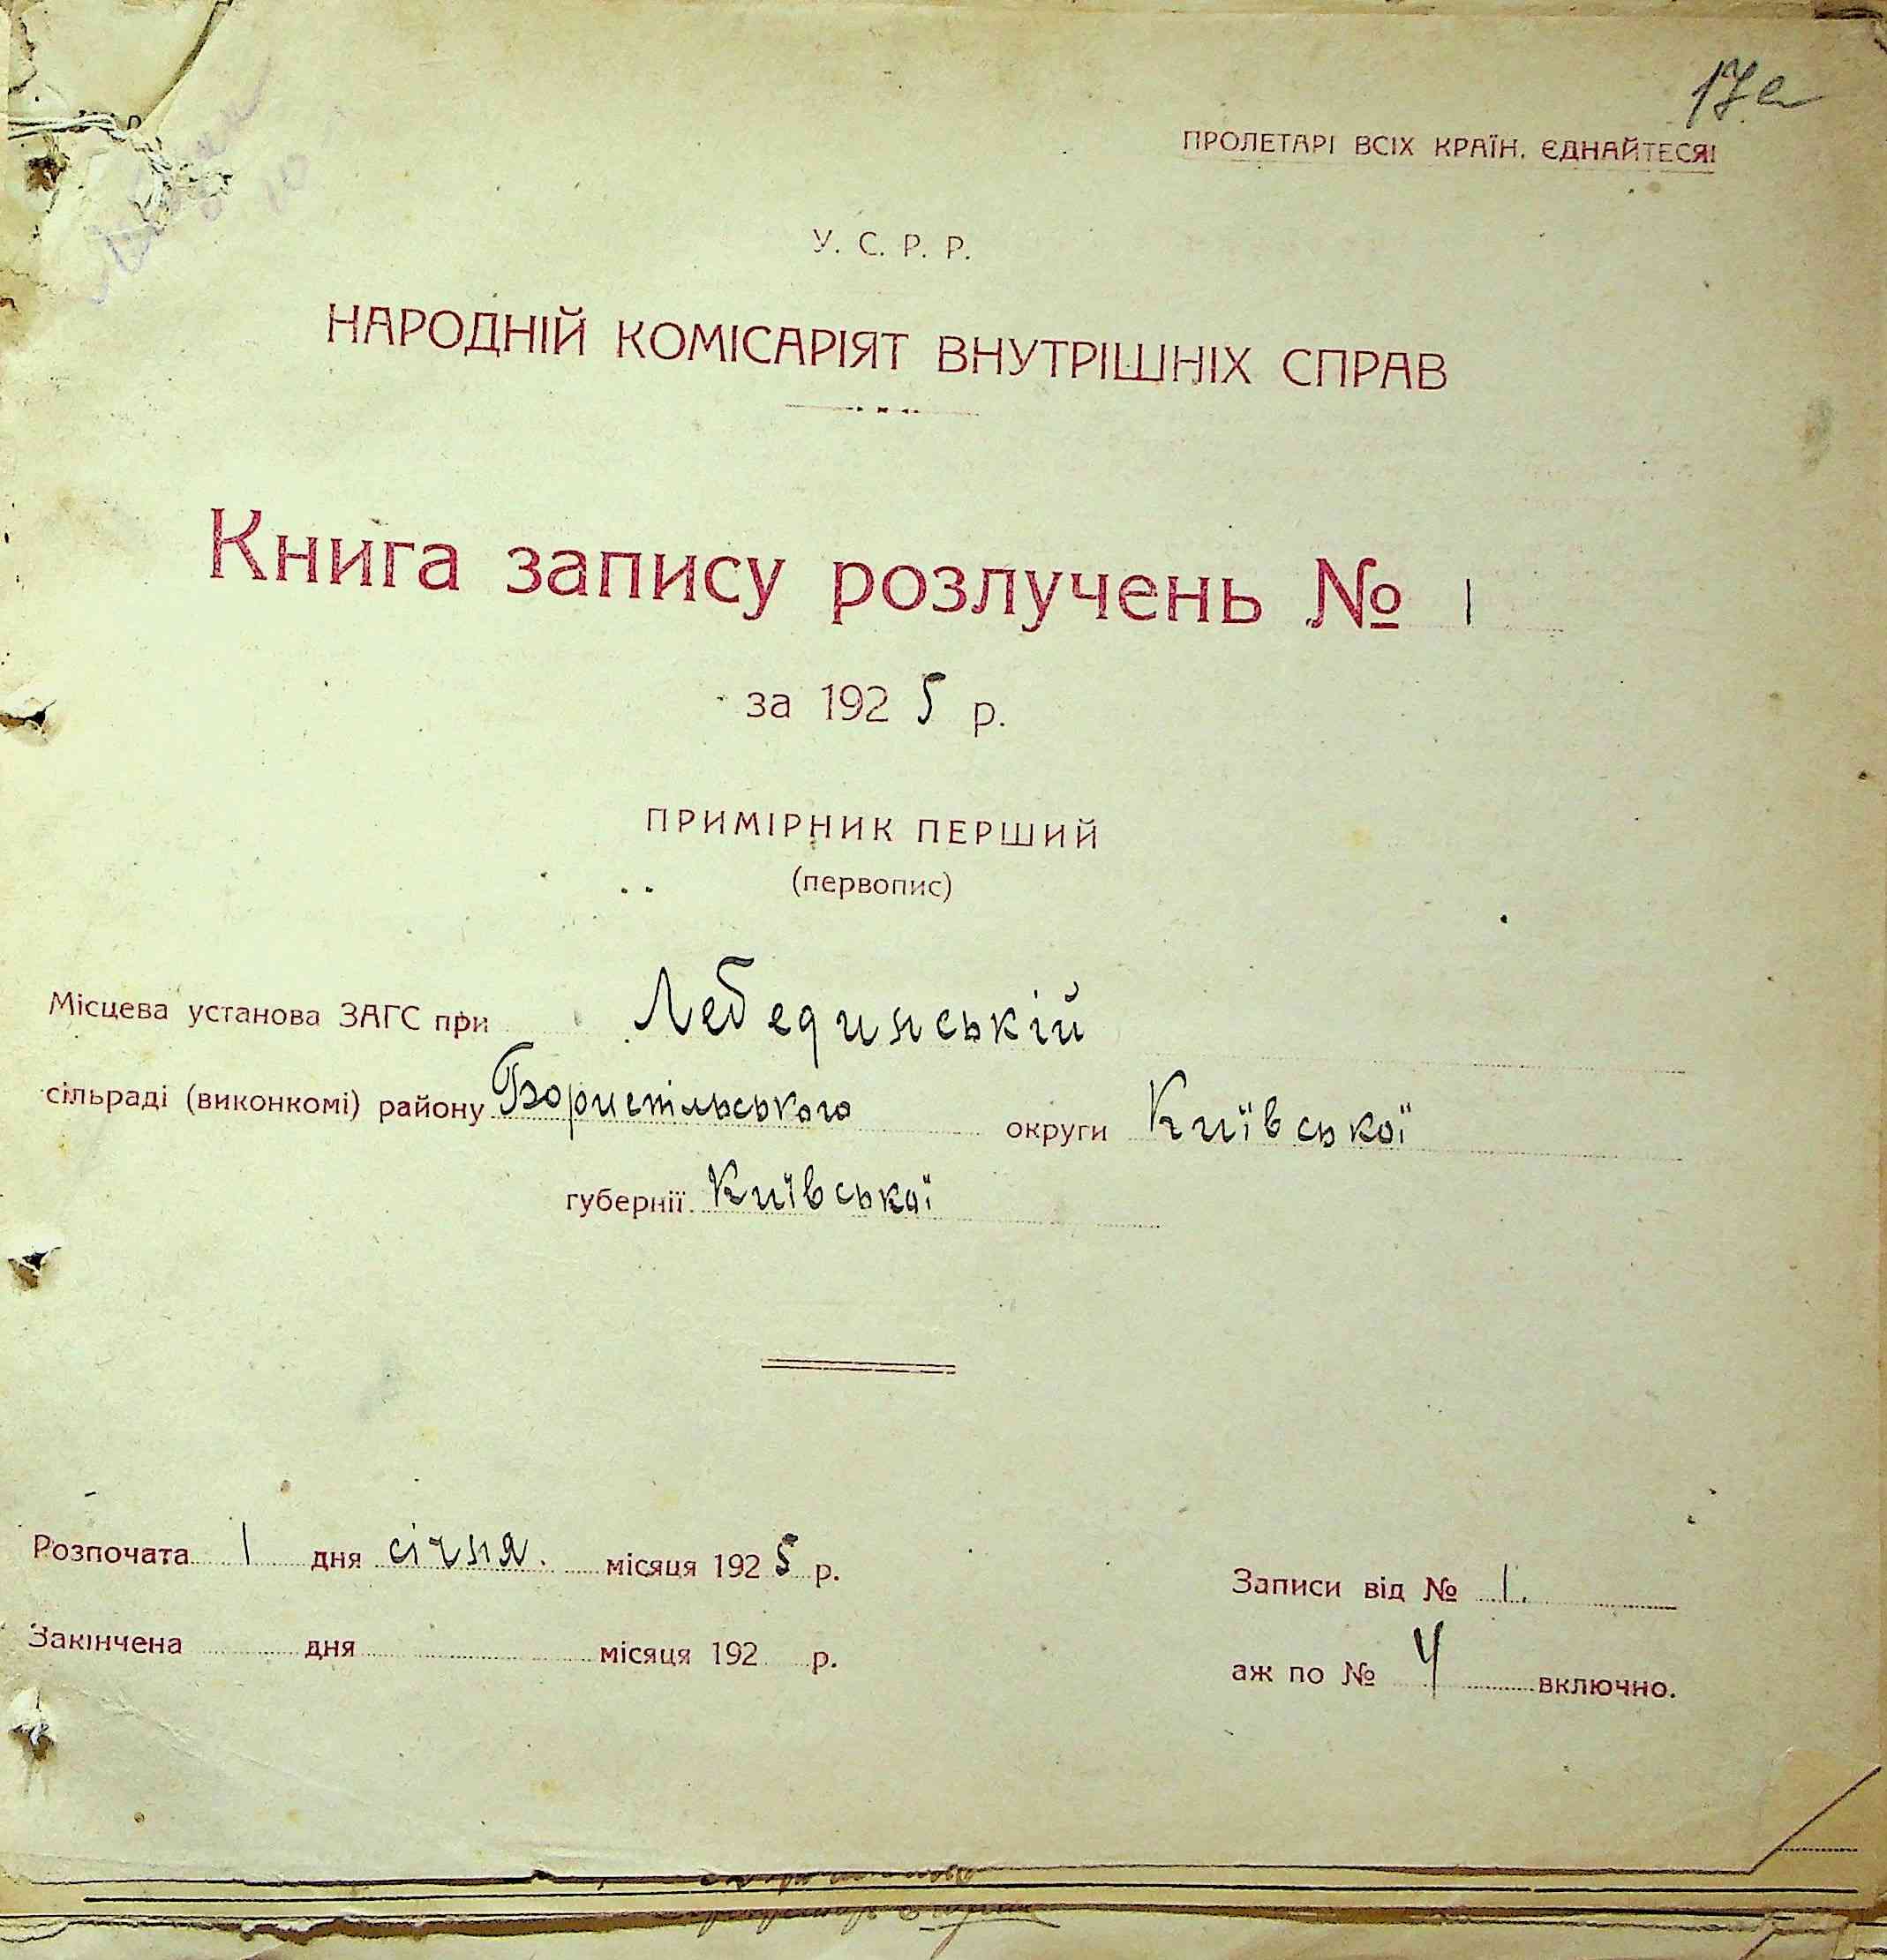 17а
ПРОЛЕТАРІ ВСІХ КРАЇН, ЄДНАЙТЕСЯ!
У. С. Р. Р.
НАРОДНІЙ КОМІСАРІЯТ ВНУТРІШНІХ СПРАВ
Книга запису розлучень № 1
за 1925 р.
ПРИМІРНИК ПЕРШИЙ
(первопис)
Місцева установа ЗАГС при Лебединській
сільраді (виконкомі) району Бориспільського округи Київської
губернії Київської
Розпочата 1 дня січня місяця 1925 р.
Закінчена дня місяця 192 р.
Записи від № 1.
аж по № 4 включно.